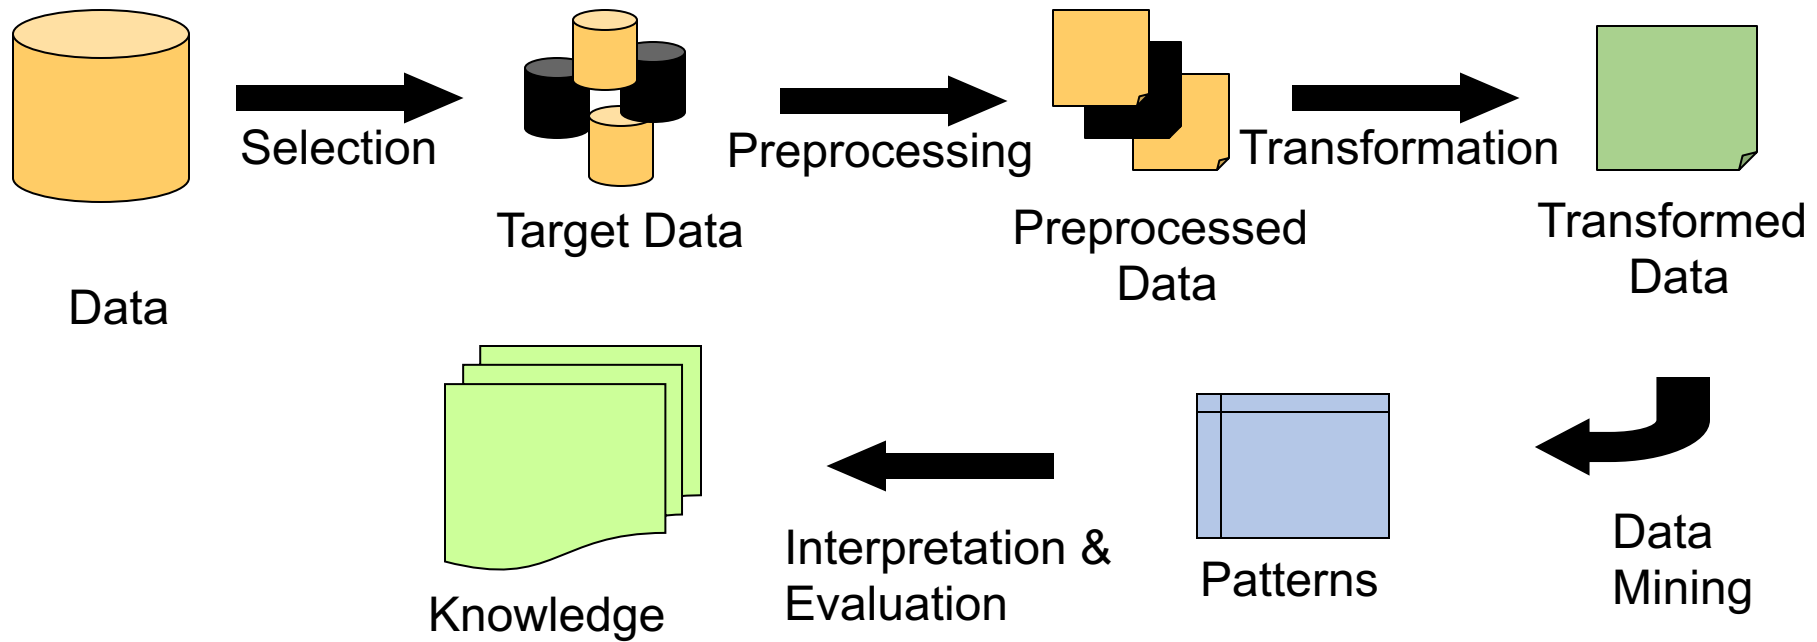 Selection
Preprocessing
Transformation
Data
Target Data
Preprocessed
Data
Transformed
Data
Data
Mining
Patterns
Interpretation &
Evaluation
Knowledge